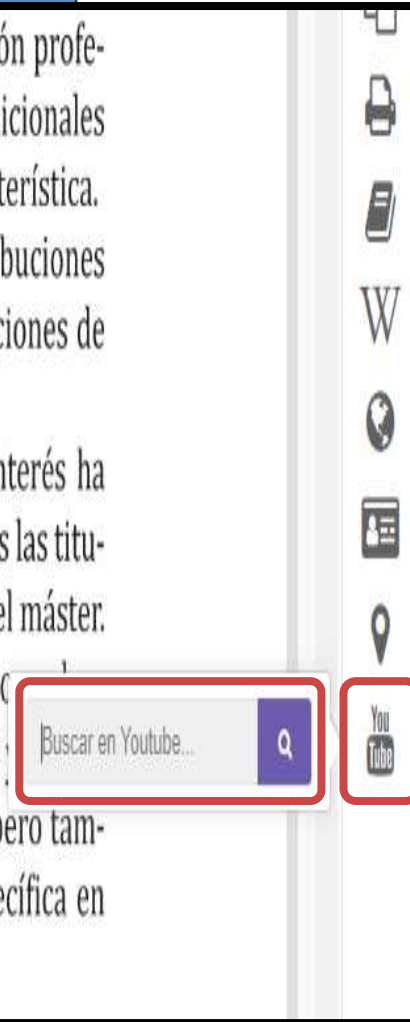 ón profe-
icionales
terística.
buciones
ciones de
nterés ha
s las titu-
el máster.
Buscar en Youtube...
ero tam-
ecífica en
W
You
Tube